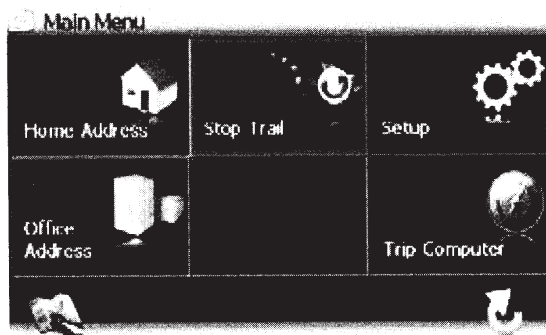 Main Menu
Home Address
Stop Trail
Setup
Office
Address
Trip Computer